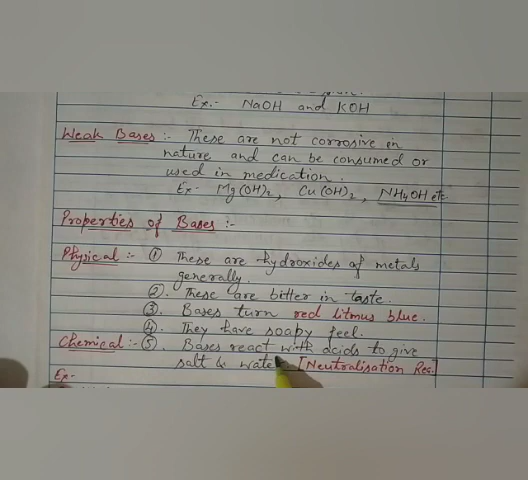 Ex.- NaOH and KOH
Weak Bases :- These are not corrosive in
nature and can be consumed or
used in medication.
Ex- Mg(OH)2, Cu(OH)2, NH4OH etc.
Properties of Bases :-
Physical :- ① These are hydroxides of metals
generally.
②. These are bitter in taste.
③. Bases turn red litmus blue.
④. They have soapy feel.
Chemical :- ⑤. Bases react with acids to give
salt & water [Neutralisation Rea.]
Ex-